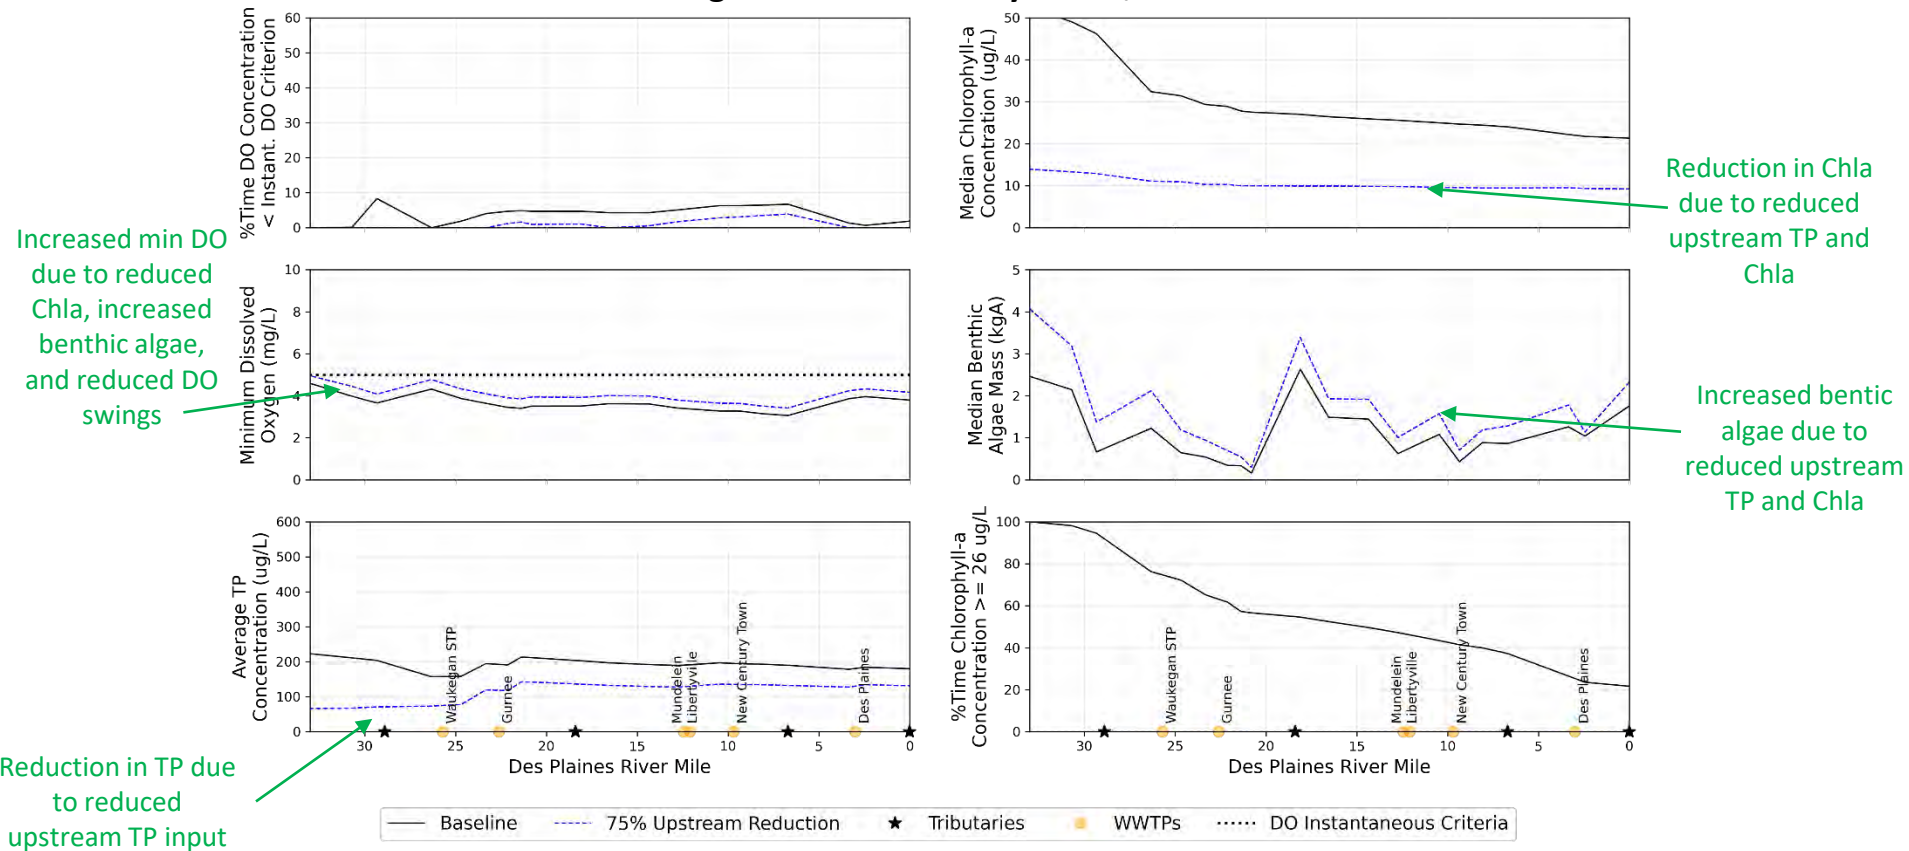 %Time DO Concentration
< Instant. DO Criterion
60
50
40
30
20
10
0
Median Chlorophyll-a
Concentration (ug/L)
50
40
30
20
10
0
Reduction in Chla
due to reduced
upstream TP and
Chla
Increased min DO
due to reduced
Chla, increased
benthic algae,
and reduced DO
swings
Minimum Dissolved
Oxygen (mg/L)
10
8
6
4
2
0
Median Benthic
Algae Mass (kgA)
5
4
3
2
1
0
Increased bentic
algae due to
reduced upstream
TP and Chla
Average TP
Concentration (ug/L)
600
500
400
300
200
100
0
Waukegan STP
Gurnee
Mundelein
Libertyville
New Century Town
Des Plaines
30 25 20 15 10 5 0
Des Plaines River Mile
%Time Chlorophyll-a
Concentration >= 26 ug/L
100
80
60
40
20
0
Waukegan STP
Gurnee
Mundelein
Libertyville
New Century Town
Des Plaines
30 25 20 15 10 5 0
Des Plaines River Mile
Reduction in TP due
to reduced
upstream TP input
Baseline 75% Upstream Reduction Tributaries WWTPs DO Instantaneous Criteria